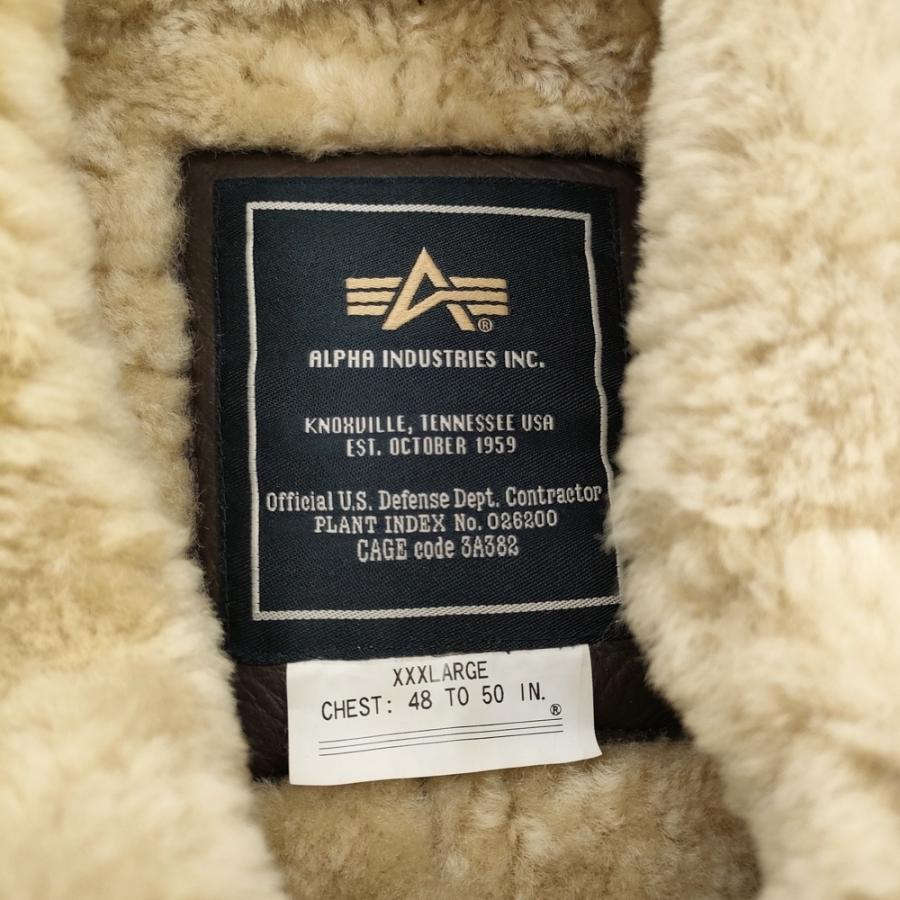 ®
ALPHA INDUSTRIES INC.
KNOXVILLE, TENNESSEE USA
EST. OCTOBER 1959
Official U.S. Defense Dept. Contractor
PLANT INDEX No. 026200
CAGE code 3A382
XXXLARGE
CHEST: 48 TO 50 IN.
®